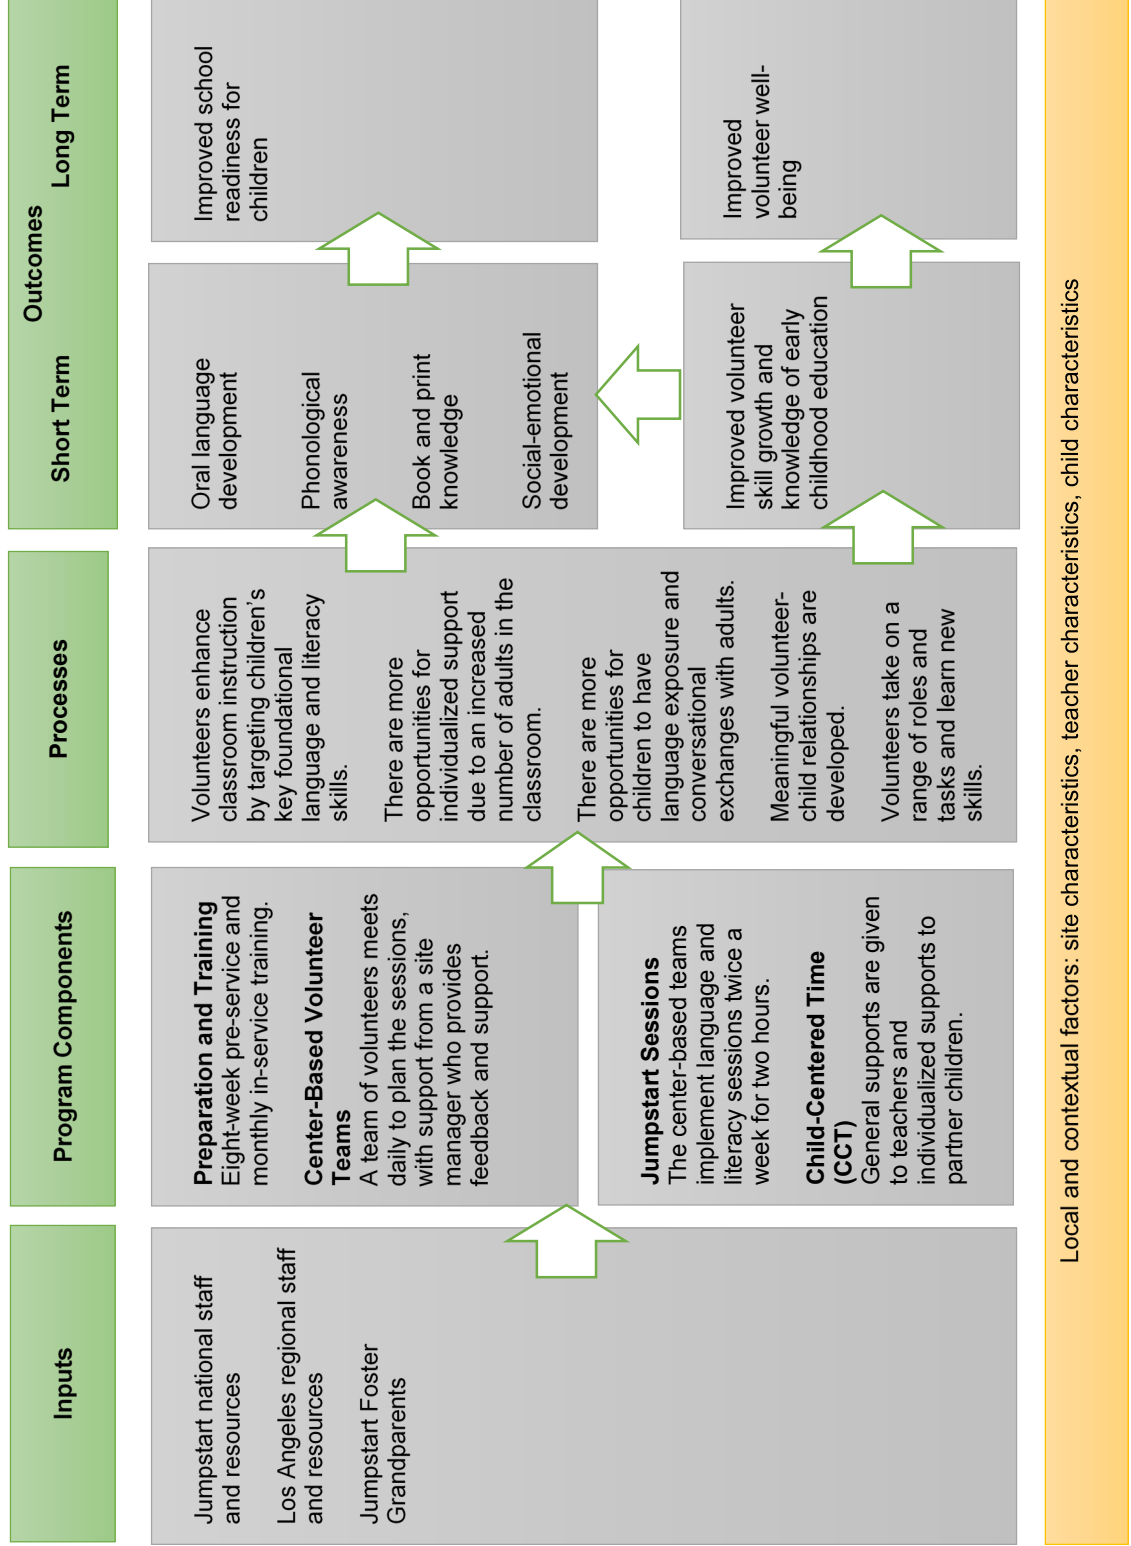 Inputs
Jumpstart national staff
and resources
Los Angeles regional staff
and resources
Jumpstart Foster
Grandparents
Program Components
Preparation and Training
Eight-week pre-service and
monthly in-service training.
Center-Based Volunteer
Teams
A team of volunteers meets
daily to plan the sessions,
with support from a site
manager who provides
feedback and support.
Jumpstart Sessions
The center-based teams
implement language and
literacy sessions twice a
week for two hours.
Child-Centered Time
(CCT)
General supports are given
to teachers and
individualized supports to
partner children.
Processes
Volunteers enhance
classroom instruction
by targeting children’s
key foundational
language and literacy
skills.
There are more
opportunities for
individualized support
due to an increased
number of adults in the
classroom.
There are more
opportunities for
children to have
language exposure and
conversational
exchanges with adults.
Meaningful volunteer-
child relationships are
developed.
Volunteers take on a
range of roles and
tasks and learn new
skills.
Outcomes
Short Term
Long Term
Oral language
development
Phonological
awareness
Book and print
knowledge
Social-emotional
development
Improved school
readiness for
children
Improved volunteer
skill growth and
knowledge of early
childhood education
Improved
volunteer well-
being
Local and contextual factors: site characteristics, teacher characteristics, child characteristics